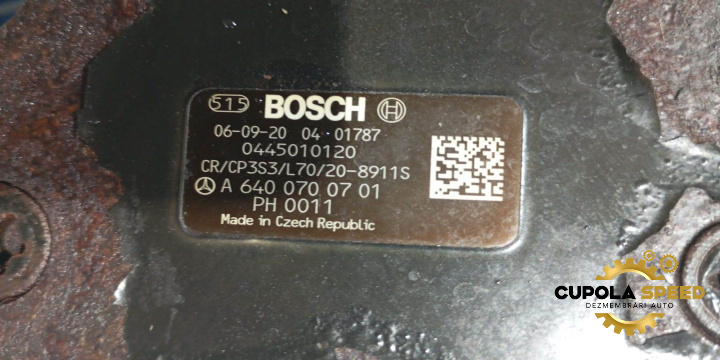 515 BOSCH
06-09-20 04 01787
0445010120
CR/CP3S3/L70/20-8911S
A 640 070 07 01
PH 0011
Made in Czech Republic
CUPOLA SPEED
DEZMEMBRĂRI AUTO